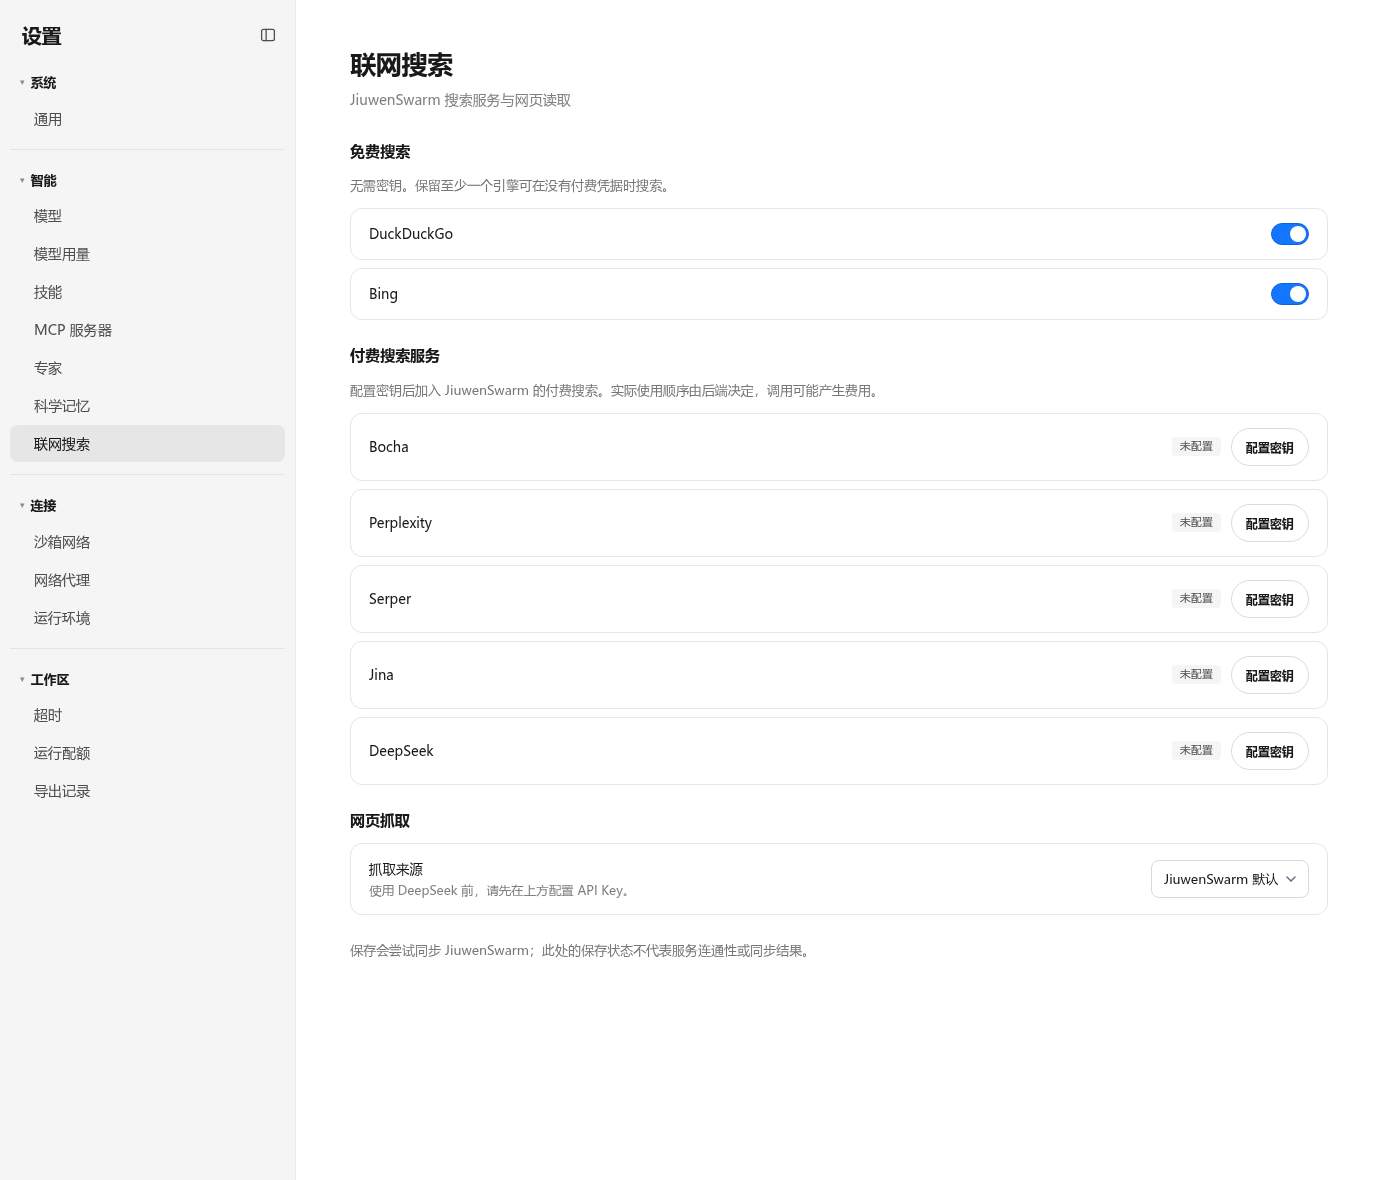 设置
系统
通用
智能
模型
模型用量
技能
MCP 服务器
专家
科学记忆
联网搜索
连接
沙箱网络
网络代理
运行环境
工作区
超时
运行配额
导出记录
联网搜索
JiuwenSwarm 搜索服务与网页读取
免费搜索
无需密钥。保留至少一个引擎可在没有付费凭据时搜索。
DuckDuckGo
Bing
付费搜索服务
配置密钥后加入 JiuwenSwarm 的付费搜索。实际使用顺序由后端决定，调用可能产生费用。
Bocha 未配置 配置密钥
Perplexity 未配置 配置密钥
Serper 未配置 配置密钥
Jina 未配置 配置密钥
DeepSeek 未配置 配置密钥
网页抓取
抓取来源
使用 DeepSeek 前，请先在上方配置 API Key。
JiuwenSwarm 默认
保存会尝试同步 JiuwenSwarm；此处的保存状态不代表服务连通性或同步结果。